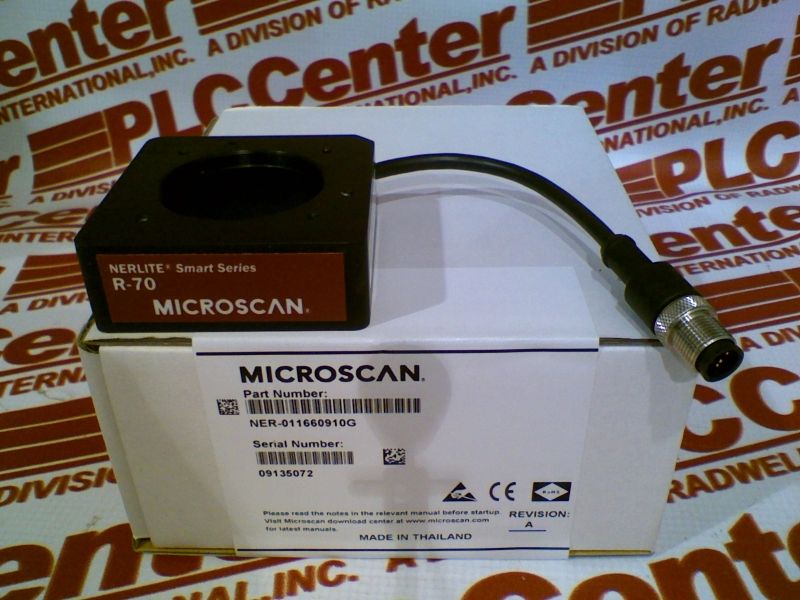 PLCCenter
INTERNATIONAL, INC. A DIVISION OF RADWELL
NERLITE® Smart Series
R-70
MICROSCAN®
MICROSCAN®
Part Number:
NER-011660910G
Serial Number:
09135072
CE
RoHS
Please read the notes in the relevant manual before startup.
Visit Microscan download center at www.microscan.com
for latest manuals.
REVISION:
A
MADE IN THAILAND